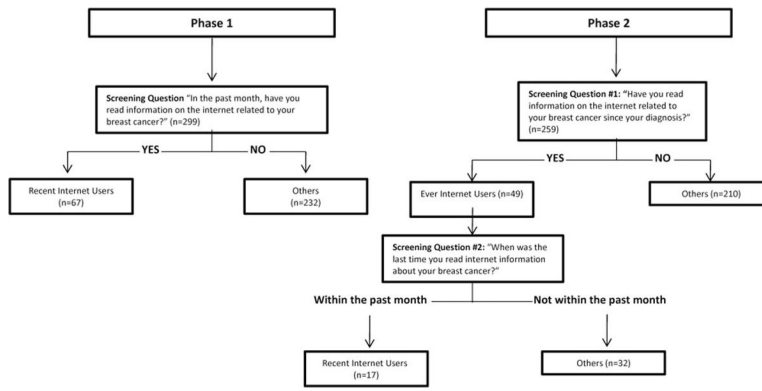 Phase 1
Screening Question "In the past month, have you
read information on the internet related to your
breast cancer?" (n=299)
YES
NO
Recent Internet Users
(n=67)
Others
(n=232)
Phase 2
Screening Question #1: "Have you read
information on the internet related to
your breast cancer since your diagnosis?"
(n=259)
YES
NO
Ever Internet Users (n=49)
Others (n=210)
Screening Question #2: "When was the
last time you read internet information
about your breast cancer?"
Within the past month
Not within the past month
Recent Internet Users
(n=17)
Others (n=32)